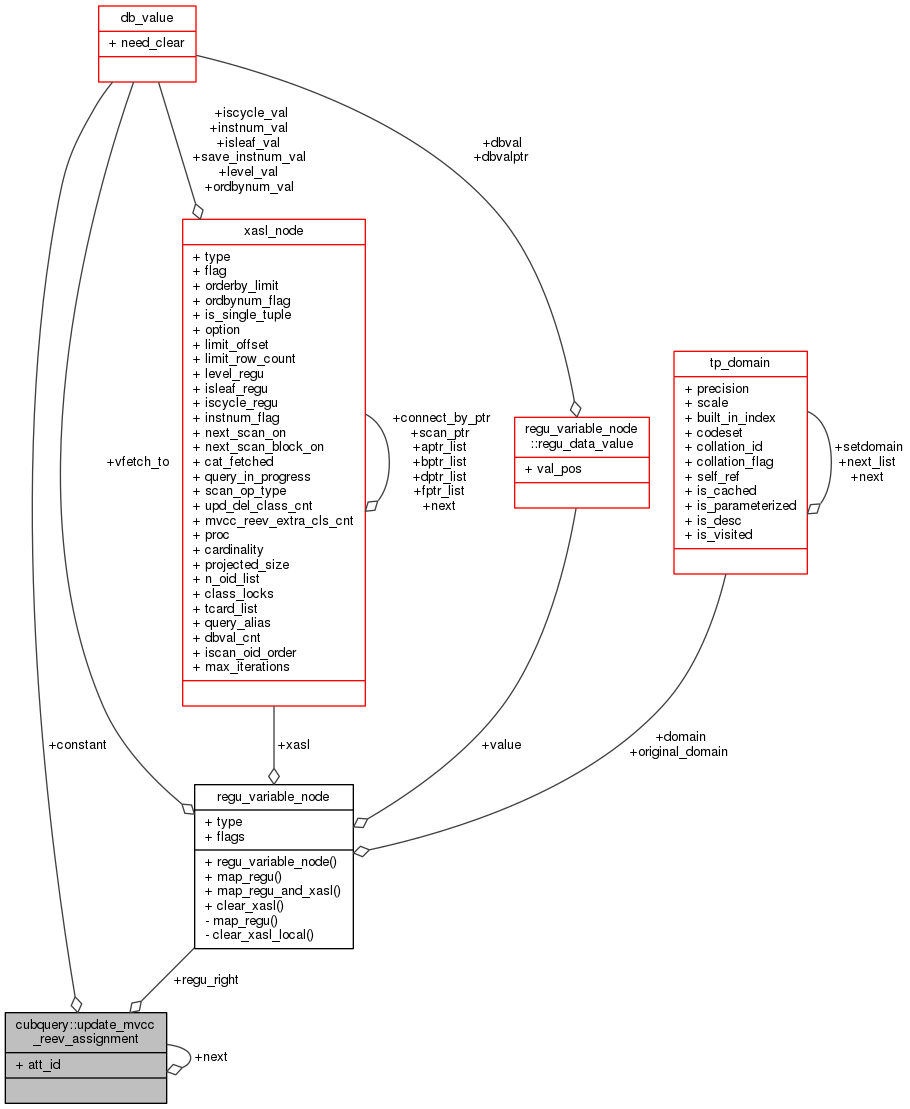 db_value
+ need_clear
+iscycle_val
+instnum_val
+isleaf_val
+save_instnum_val
+level_val
+ordbynum_val
+dbval
+dbvalptr
xasl_node
+ type
+ flag
+ orderby_limit
+ ordbynum_flag
+ is_single_tuple
+ option
+ limit_offset
+ limit_row_count
+ level_regu
+ isleaf_regu
+ iscycle_regu
+ instnum_flag
+ next_scan_on
+ next_scan_block_on
+ cat_fetched
+ query_in_progress
+ scan_op_type
+ upd_del_class_cnt
+ mvcc_reev_extra_cls_cnt
+ proc
+ cardinality
+ projected_size
+ n_oid_list
+ class_locks
+ tcard_list
+ query_alias
+ dbval_cnt
+ iscan_oid_order
+ max_iterations
+connect_by_ptr
+scan_ptr
+aptr_list
+bptr_list
+dptr_list
+fptr_list
+next
regu_variable_node
::regu_data_value
+ val_pos
tp_domain
+ precision
+ scale
+ built_in_index
+ codeset
+ collation_id
+ collation_flag
+ self_ref
+ is_cached
+ is_parameterized
+ is_desc
+ is_visited
+setdomain
+next_list
+next
+vfetch_to
+constant
+xasl
+value
+domain
+original_domain
regu_variable_node
+ type
+ flags
+ regu_variable_node()
+ map_regu()
+ map_regu_and_xasl()
+ clear_xasl()
- map_regu()
- clear_xasl_local()
+regu_right
cubquery::update_mvcc
_reev_assignment
+ att_id
+next